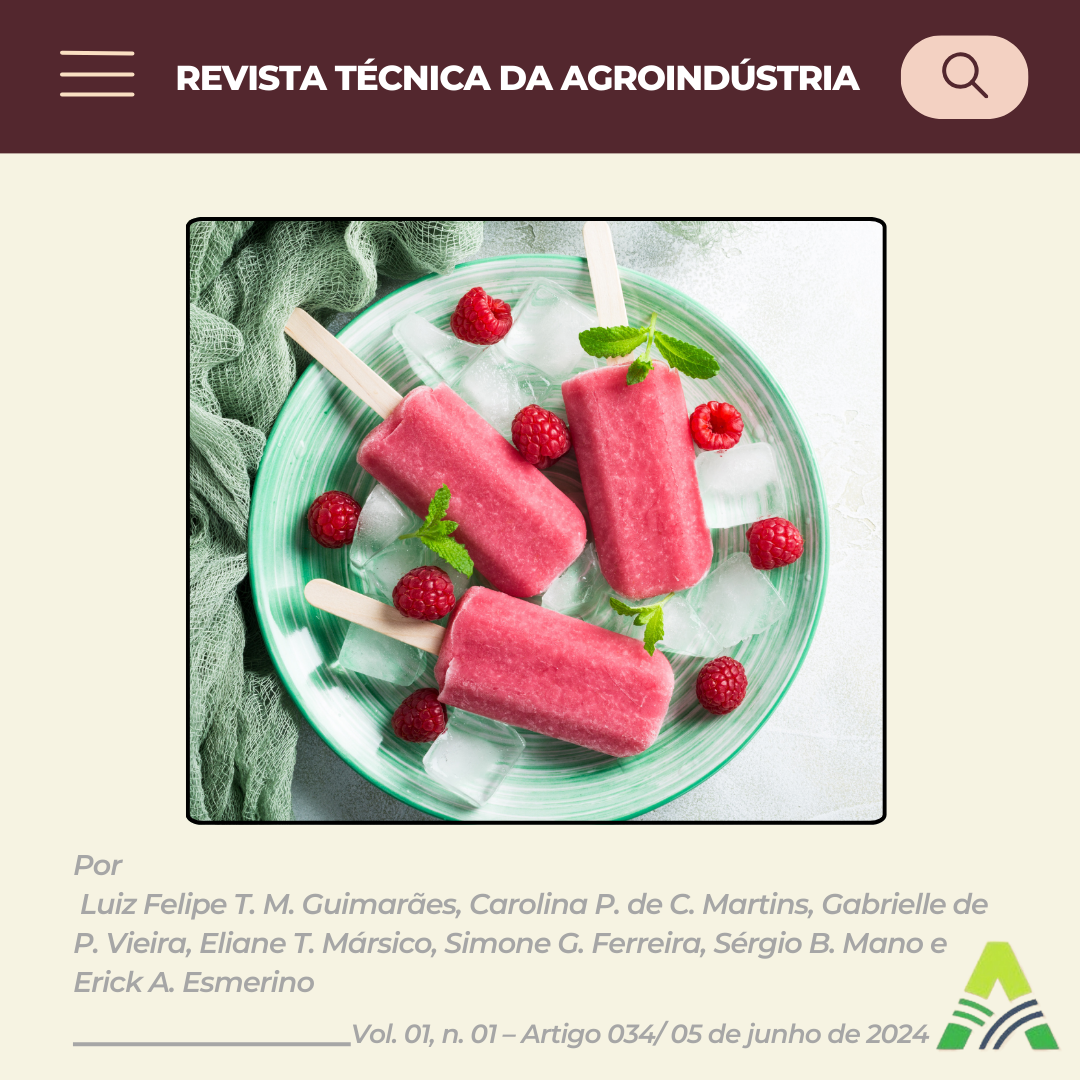 REVISTA TÉCNICA DA AGROINDÚSTRIA
Por
Luiz Felipe T. M. Guimarães, Carolina P. de C. Martins, Gabrielle de
P. Vieira, Eliane T. Mársico, Simone G. Ferreira, Sérgio B. Mano e
Erick A. Esmerino
Vol. 01, n. 01 – Artigo 034/ 05 de junho de 2024